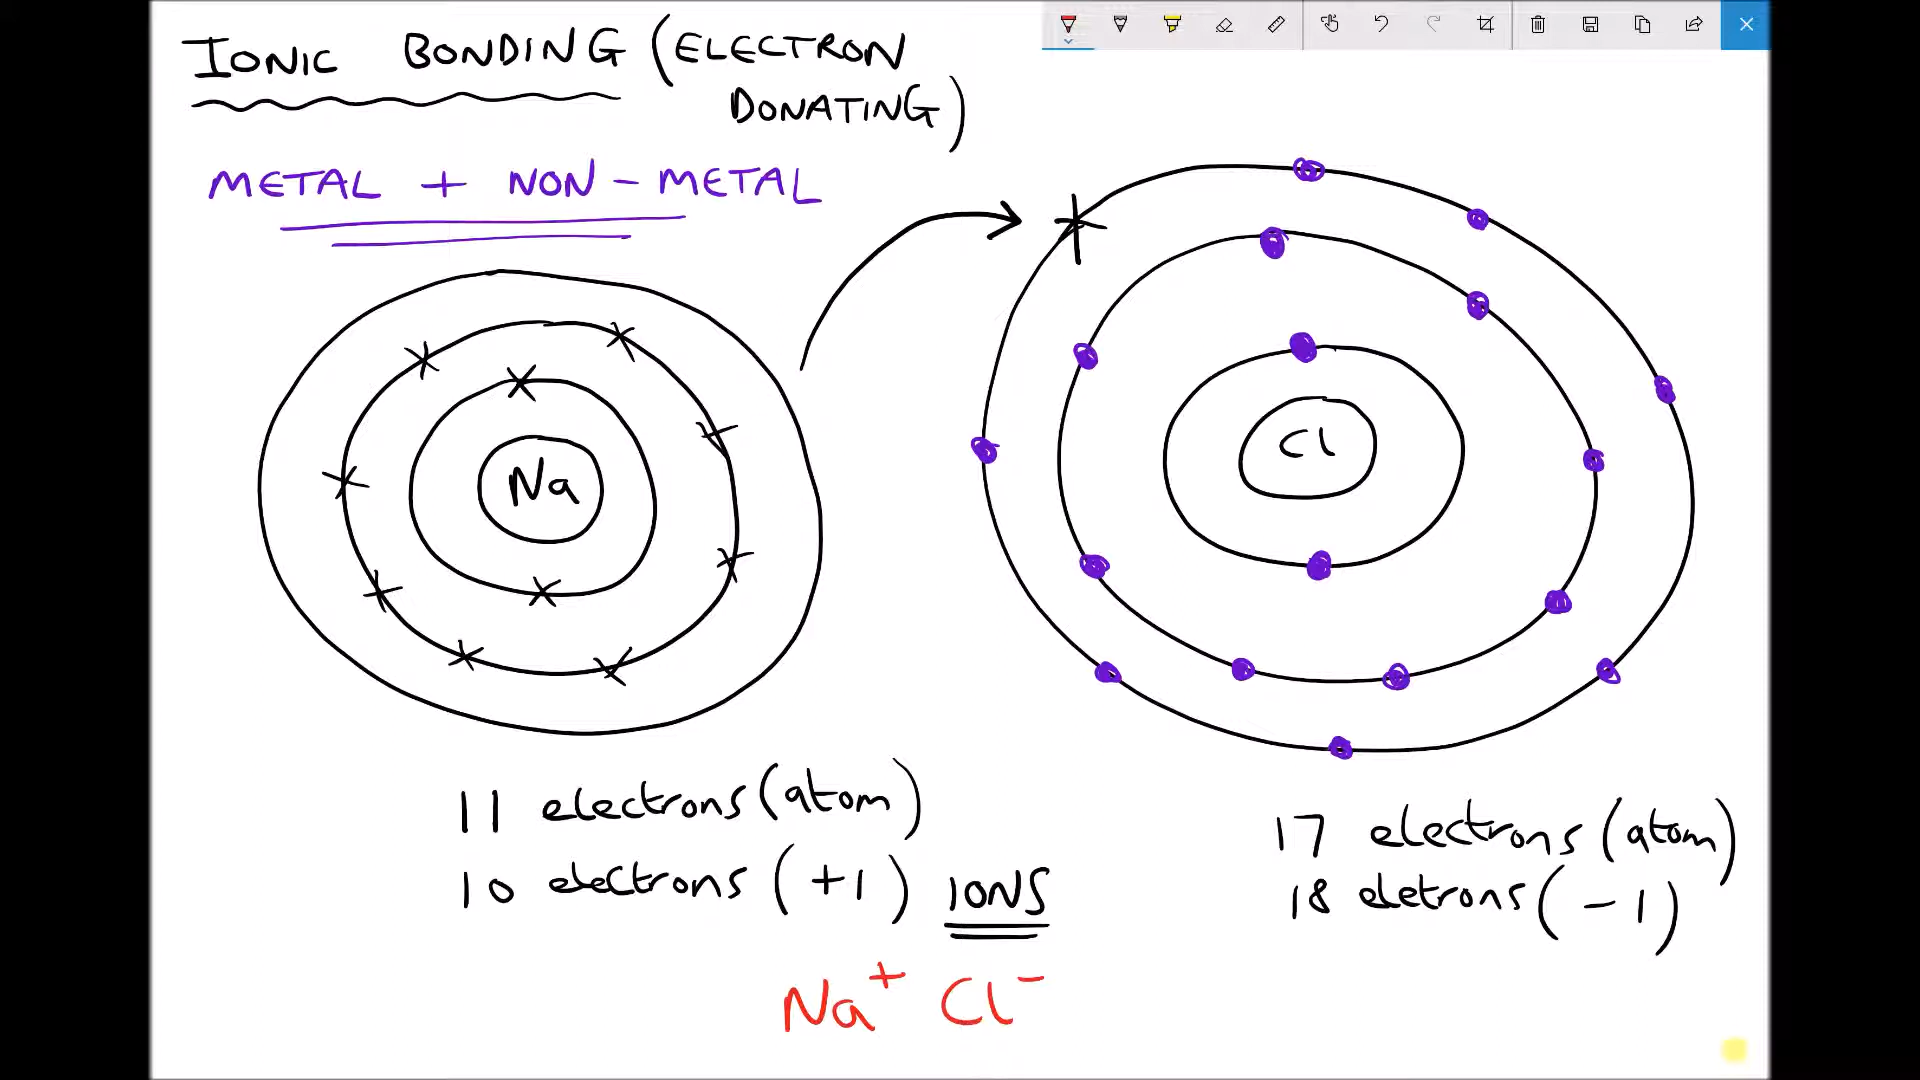 IONIC BONDING (ELECTRON
DONATING)
METAL + NON-METAL
Na
Cl
11 electrons (atom)
10 electrons (+1) IONS
17 electrons (atom)
18 eletrons (-1)
Na⁺ Cl⁻